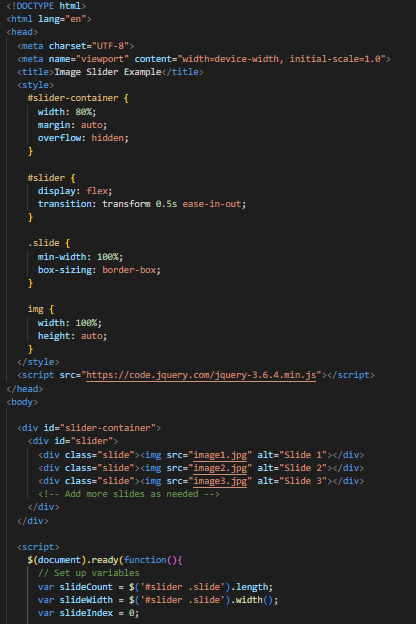 <!DOCTYPE html>
<html lang="en">
<head>
  <meta charset="UTF-8">
  <meta name="viewport" content="width=device-width, initial-scale=1.0">
  <title>Image Slider Example</title>
  <style>
    #slider-container {
      width: 80%;
      margin: auto;
      overflow: hidden;
    }

    #slider {
      display: flex;
      transition: transform 0.5s ease-in-out;
    }

    .slide {
      min-width: 100%;
      box-sizing: border-box;
    }

    img {
      width: 100%;
      height: auto;
    }
  </style>
  <script src="https://code.jquery.com/jquery-3.6.4.min.js"></script>
</head>
<body>

  <div id="slider-container">
    <div id="slider">
      <div class="slide"><img src="image1.jpg" alt="Slide 1"></div>
      <div class="slide"><img src="image2.jpg" alt="Slide 2"></div>
      <div class="slide"><img src="image3.jpg" alt="Slide 3"></div>
      <!-- Add more slides as needed -->
    </div>
  </div>

  <script>
    $(document).ready(function(){
      // Set up variables
      var slideCount = $('#slider .slide').length;
      var slideWidth = $('#slider .slide').width();
      var slideIndex = 0;